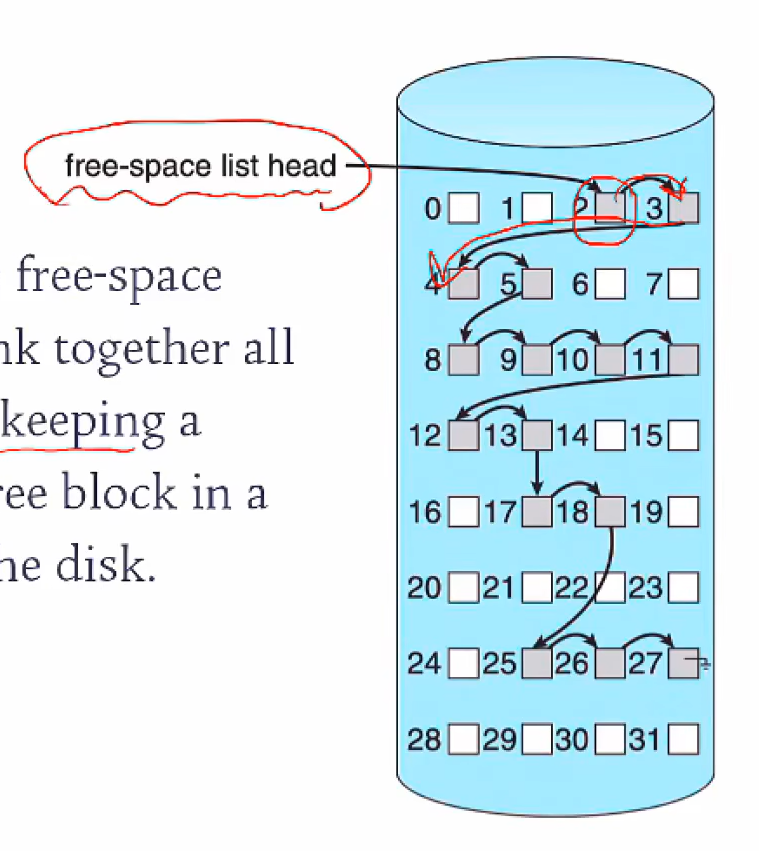 free-space list head
0 1 2 3
free-space
4 5 6 7
nk together all
8 9 10 11
keeping a
12 13 14 15
ree block in a
16 17 18 19
he disk.
20 21 22 23
24 25 26 27
28 29 30 31